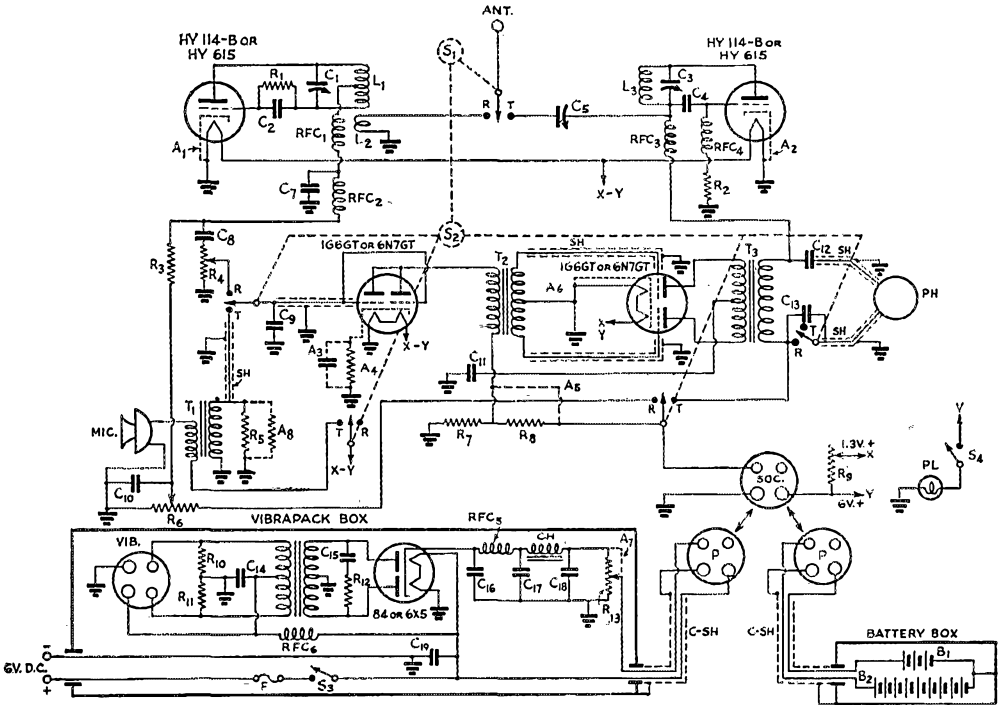 ANT.
HY 114-B OR
HY 615
HY 114-B OR
HY 615
S1
R1
C1
L1
L3
C3
C4
C2
R T
C5
RFC1
L2
RFC3
RFC4
A1
A2
C7
RFC2
X-Y
R2
S2
C8
R3
R4
1G6GT OR 6N7GT
T2
SH
1G6GT OR 6N7GT
T3
C12
SH
R
T
A6
C13
PH
C9
X
Y
T
SH
R
A3
A4
X-Y
C11
SH
A5
T1
MIC.
R5
A8
T
R
X-Y
R7
R8
R
T
C10
SOC.
1.3V.+
X
R9
Y
6V.+
Y
S4
PL
R6
VIBRAPACK BOX
RFC5
CH
A7
VIB.
R10
C15
P
P
R11
C14
R12
C16
C17
C18
R13
84 OR 6X5
RFC6
C19
C-SH
C-SH
BATTERY BOX
B1
B2
-
6V. D.C.
+
F
S3